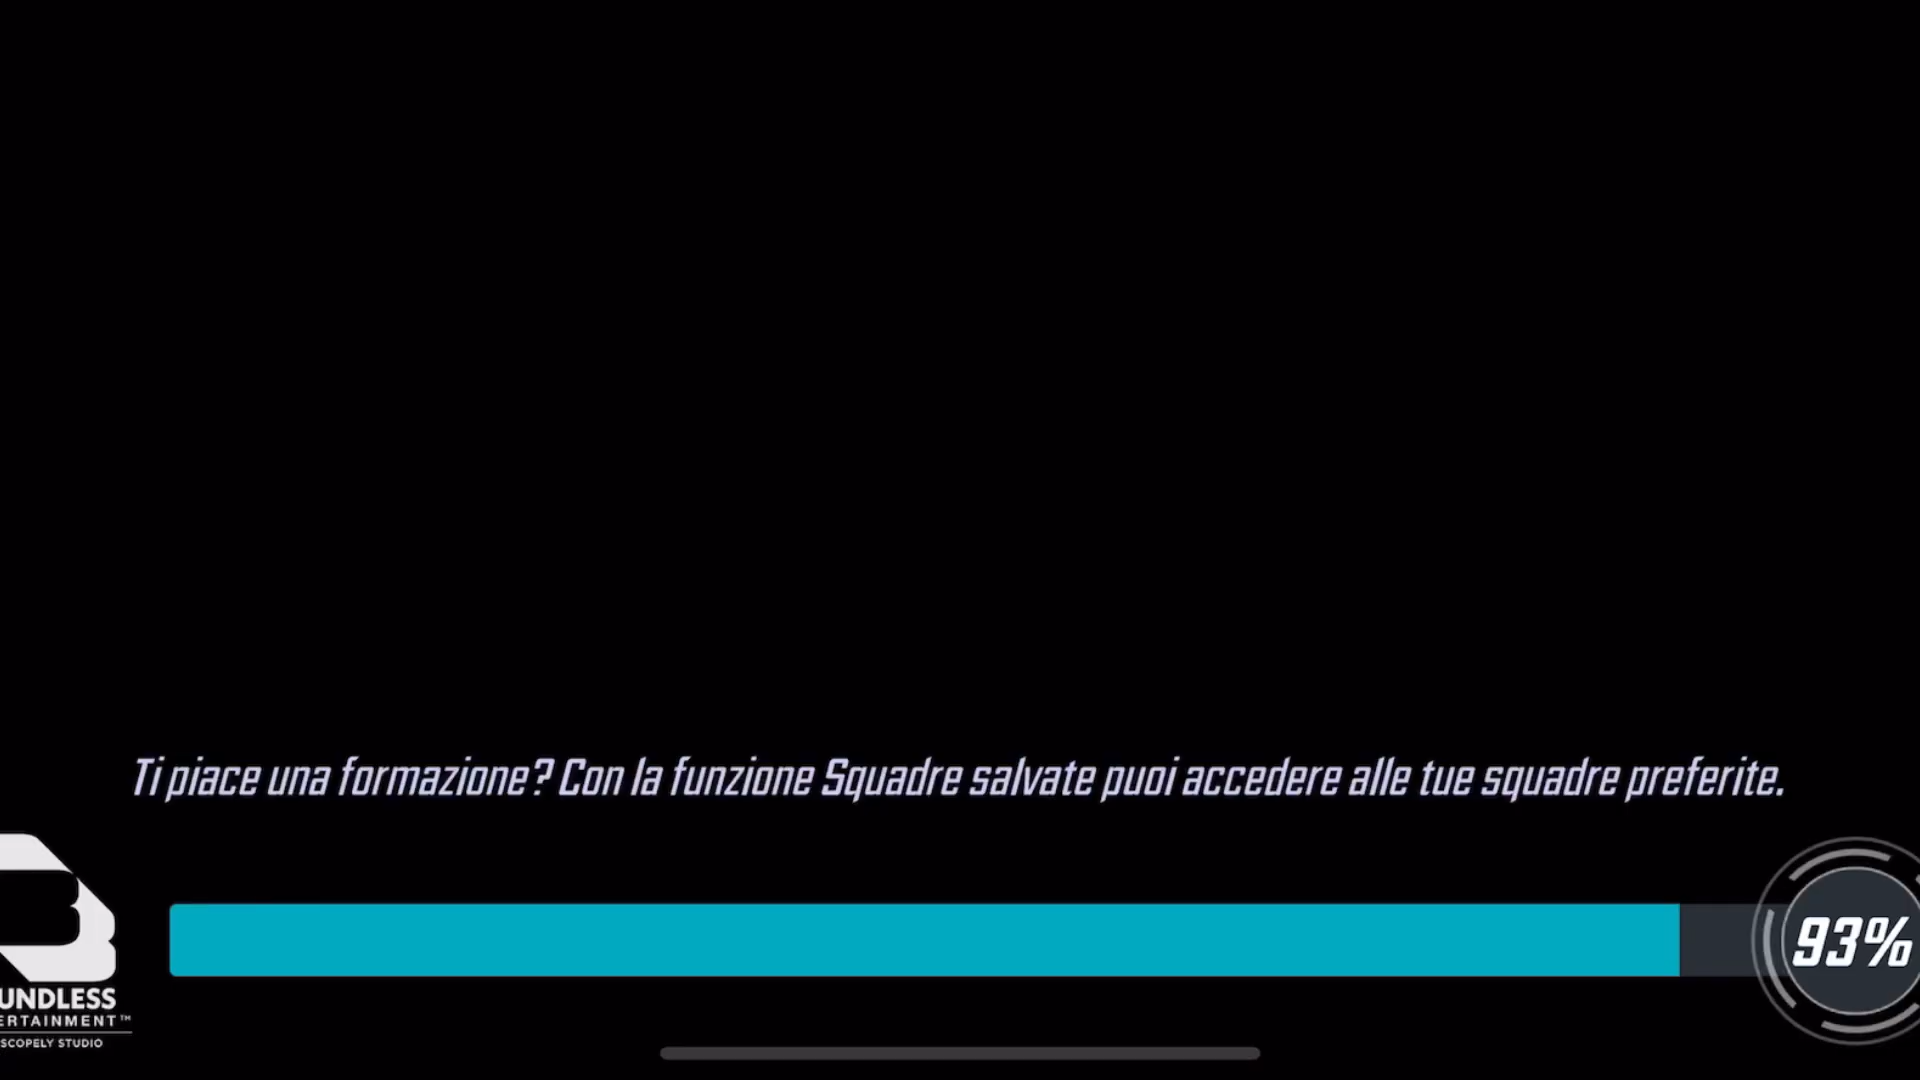 Ti piace una formazione? Con la funzione Squadre salvate puoi accedere alle tue squadre preferite.
93%
UNDLESS
ERTAINMENT™
SCOPELY STUDIO